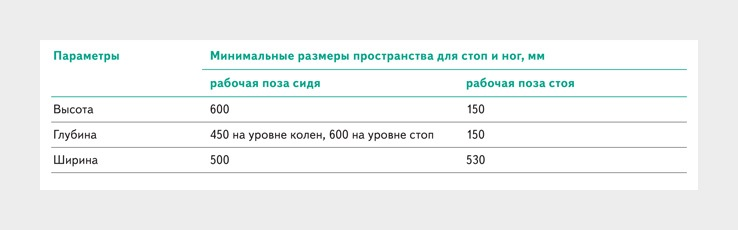 Параметры Минимальные размеры пространства для стоп и ног, мм
рабочая поза сидя рабочая поза стоя
Высота 600 150
Глубина 450 на уровне колен, 600 на уровне стоп 150
Ширина 500 530